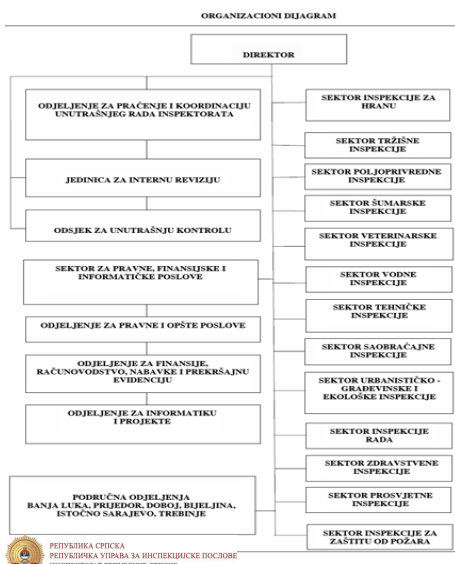 ORGANIZACIONI DIJAGRAM
DIREKTOR
ODJELJENJE ZA PRAĆENJE I KOORDINACIJU
UNUTRAŠNJEG RADA INSPEKTORATA
JEDINICA ZA INTERNU REVIZIJU
ODSJEK ZA UNUTRAŠNJU KONTROLU
SEKTOR ZA PRAVNE, FINANSIJSKE I
INFORMATIČKE POSLOVE
ODJELJENJE ZA PRAVNE I OPŠTE POSLOVE
ODJELJENJE ZA FINANSIJE,
RAČUNOVODSTVO, NABAVKE I PREKRŠAJNU
EVIDENCIJU
ODJELJENJE ZA INFORMATIKU
I PROJEKTE
PODRUČNA ODJELJENJA
BANJA LUKA, PRIJEDOR, DOBOJ, BIJELJINA,
ISTOČNO SARAJEVO, TREBINJE
SEKTOR INSPEKCIJE ZA
HRANU
SEKTOR TRŽIŠNE
INSPEKCIJE
SEKTOR POLJOPRIVREDNE
INSPEKCIJE
SEKTOR ŠUMARSKE
INSPEKCIJE
SEKTOR VETERINARSKE
INSPEKCIJE
SEKTOR VODNE
INSPEKCIJE
SEKTOR TEHNIČKE
INSPEKCIJE
SEKTOR SAOBRAĆAJNE
INSPEKCIJE
SEKTOR URBANISTIČKO -
GRAĐEVINSKE I
EKOLOŠKE INSPEKCIJE
SEKTOR INSPEKCIJE
RADA
SEKTOR ZDRAVSTVENE
INSPEKCIJE
SEKTOR PROSVJETNE
INSPEKCIJE
SEKTOR INSPEKCIJE ZA
ZAŠTITU OD POŽARA
РЕПУБЛИКА СРПСКА
РЕПУБЛИЧКА УПРАВА ЗА ИНСПЕКЦИЈСКЕ ПОСЛОВЕ